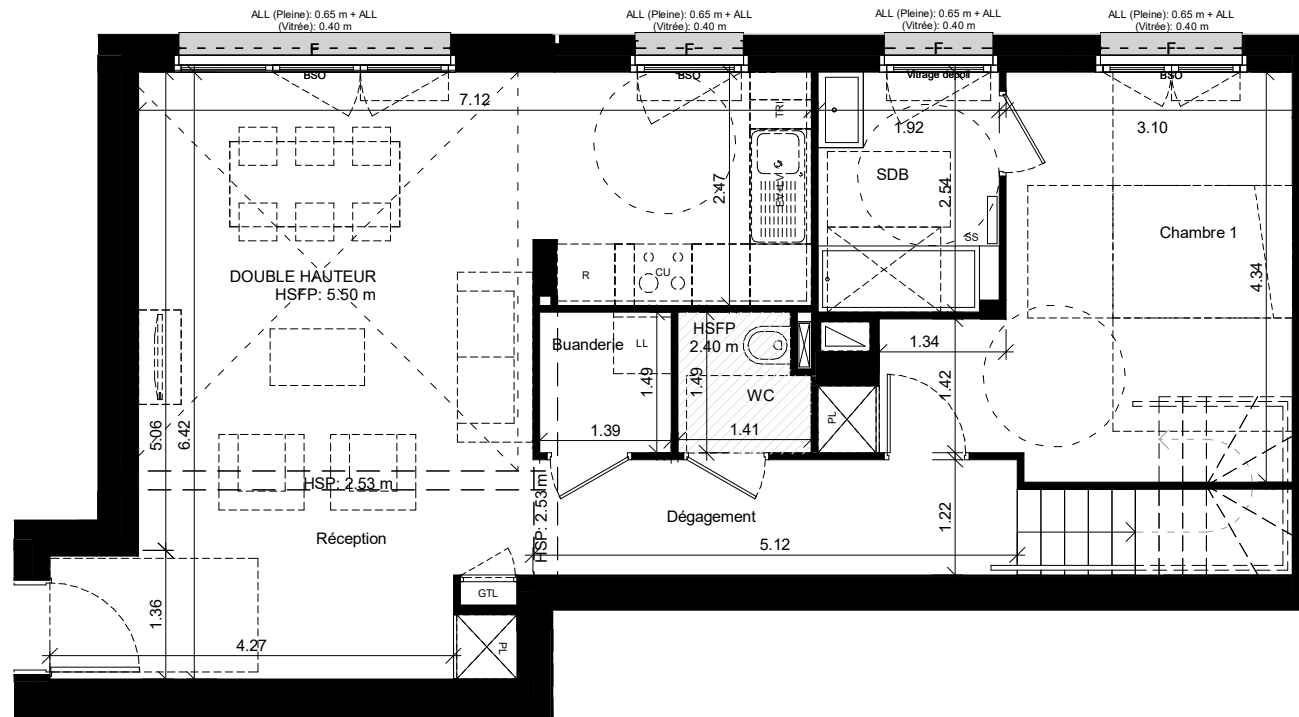 ALL (Pleine): 0.65 m + ALL
(Vitrée): 0.40 m
ALL (Pleine): 0.65 m + ALL
(Vitrée): 0.40 m
ALL (Pleine): 0.65 m + ALL
(Vitrée): 0.40 m
ALL (Pleine): 0.65 m + ALL
(Vitrée): 0.40 m
F
F
F
F
BSO
BSO
Vitrage dépoli
BSO
7.12
1.92
3.10
TRI
EV+LV
2.47
SDB
2.54
SS
Chambre 1
4.34
DOUBLE HAUTEUR
HSFP: 5.50 m
R
CU
Buanderie
LL
1.49
1.39
HSFP
2.40 m
1.49
WC
1.41
1.34
1.42
PL
5.06
6.42
HSP: 2.53 m
HSP: 2.53 m
Réception
Dégagement
5.12
1.22
GTL
PL
1.36
4.27